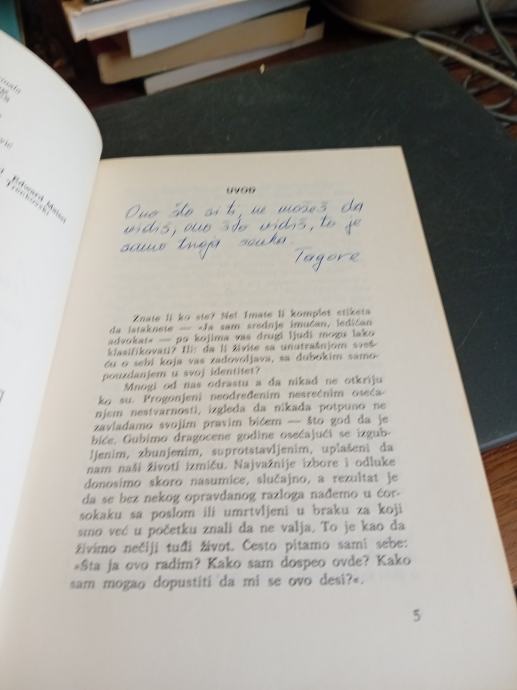 UVOD
Ono što si ti, ne možeš da
vidiš, ono što vidiš, to je
samo tvoja senka.
Tagore
Znate li ko ste? Ne! Imate li komplet etiketa
da istaknete — »Ja sam srednje imućan, ledičan
advokat« — po kojima vas drugi ljudi mogu lako
klasifikovati? Ili: da li živite sa unutrašnjom sveš-
ću o sebi koja vas zadovoljava, sa dubokim samo-
pouzdanjem u svoj identitet?
Mnogi od nas odrastu a da nikad ne otkriju
ko su. Progonjeni neodređenim nesrećnim oseća-
njem nestvarnosti, izgleda da nikada potpuno ne
zavladamo svojim pravim bićem — što god da je
biće. Gubimo dragocene godine osećajući se izgub-
ljenim, zbunjenim, suprotstavljenim, uplašeni da
nam naši životi izmiču. Najvažnije izbore i odluke
donosimo skoro nasumice, slučajno, a rezultat je
da se bez nekog opravdanog razloga nađemo u ćor-
sokaku sa poslom ili umrtvljeni u braku za koji
smo već u početku znali da ne valja. To je kao da
živimo nečiji tuđi život. Često pitamo sami sebe:
»Šta ja ovo radim? Kako sam dospeo ovde? Kako
sam mogao dopustiti da mi se ovo desi?«.
5